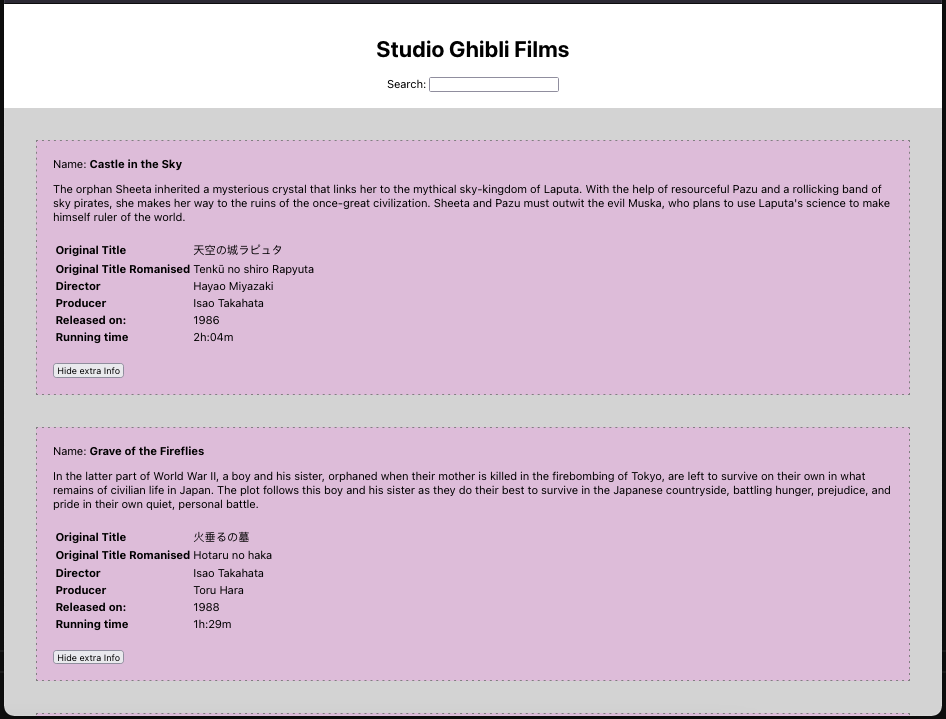 Studio Ghibli Films
Search:
Name: Castle in the Sky
The orphan Sheeta inherited a mysterious crystal that links her to the mythical sky-kingdom of Laputa. With the help of resourceful Pazu and a rollicking band of
sky pirates, she makes her way to the ruins of the once-great civilization. Sheeta and Pazu must outwit the evil Muska, who plans to use Laputa's science to make
himself ruler of the world.
Original Title 天空の城ラピュタ
Original Title Romanised Tenkū no shiro Rapyuta
Director Hayao Miyazaki
Producer Isao Takahata
Released on: 1986
Running time 2h:04m
Hide extra Info
Name: Grave of the Fireflies
In the latter part of World War II, a boy and his sister, orphaned when their mother is killed in the firebombing of Tokyo, are left to survive on their own in what
remains of civilian life in Japan. The plot follows this boy and his sister as they do their best to survive in the Japanese countryside, battling hunger, prejudice, and
pride in their own quiet, personal battle.
Original Title 火垂るの墓
Original Title Romanised Hotaru no haka
Director Isao Takahata
Producer Toru Hara
Released on: 1988
Running time 1h:29m
Hide extra Info